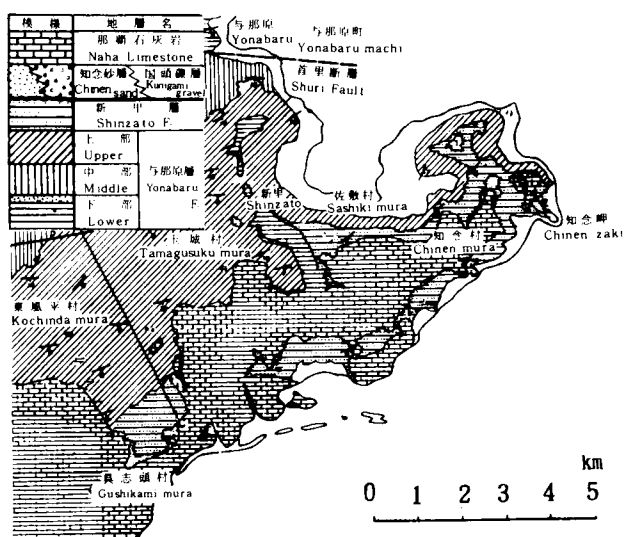 模様
地層名
那覇石灰岩
Naha Limestone
知念砂層
Chinen sand
国頭礫層
Kunigami gravel
新里層
Shinzato F.
上部
Upper
中部
Middle
下部
Lower
与那原層
Yonabaru
F.
与那原
Yonabaru
与那原町
Yonabaru machi
首里断層
Shuri Fault
新里
Shinzato
佐敷村
Sashiki mura
知念岬
Chinen zaki
知念村
Chinen mura
玉城村
Tamagusuku mura
東風平村
Kochinda mura
具志頭村
Gushikami mura
km
0 1 2 3 4 5